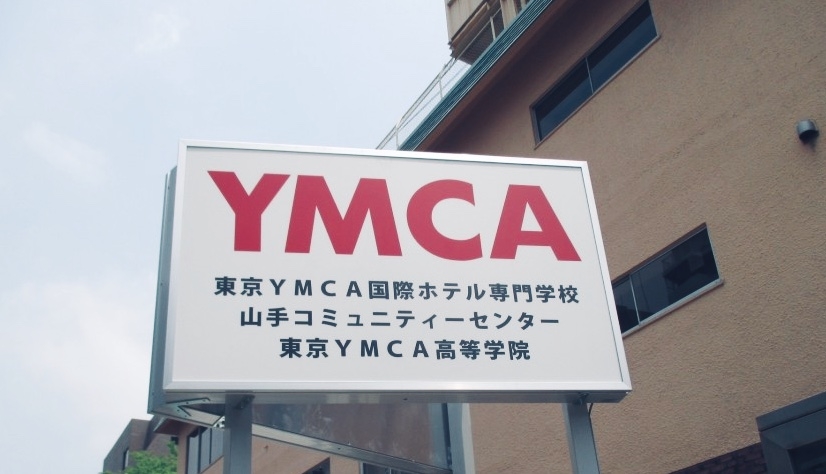 YMCA
東京ＹＭＣＡ国際ホテル専門学校
山手コミュニティーセンター
東京ＹＭＣＡ高等学院